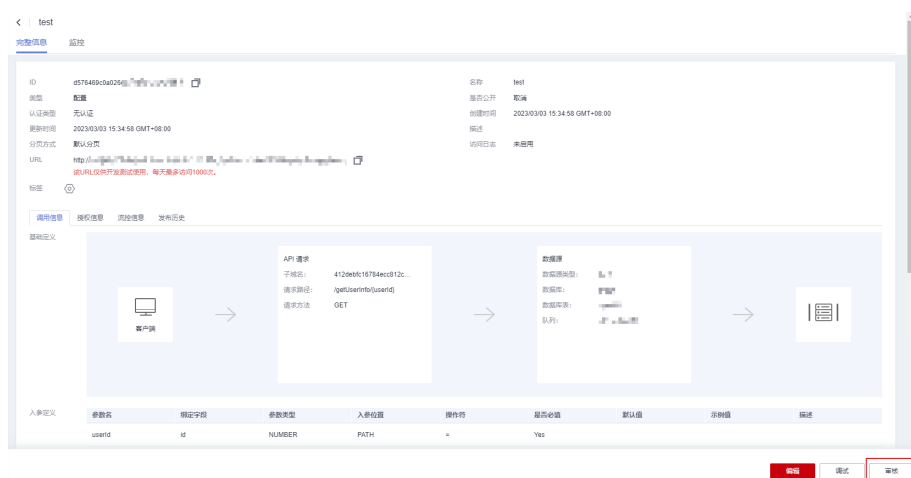 test
完整信息 监控
ID d576469c0a026 名称 test
类型 配置 是否公开 取消
认证类型 无认证 创建时间 2023/03/03 15:34:58 GMT+08:00
更新时间 2023/03/03 15:34:58 GMT+08:00 描述
分页方式 默认分页 访问日志 未启用
URL http://
该URL仅供开发测试使用，每天最多访问1000次。
标签
调用信息 授权信息 流控信息 发布历史
基础定义
API 请求
子域名： 412debfc16784ecc812c...
请求路径： /getUserInfo/{userId}
请求方法 GET
数据源
数据源类型：
数据库：
数据库表：
队列：
客户端
入参定义 参数名 绑定字段 参数类型 入参位置 操作符 是否必填 默认值 示例值 描述
userId id NUMBER PATH = Yes
编辑 调试 审核